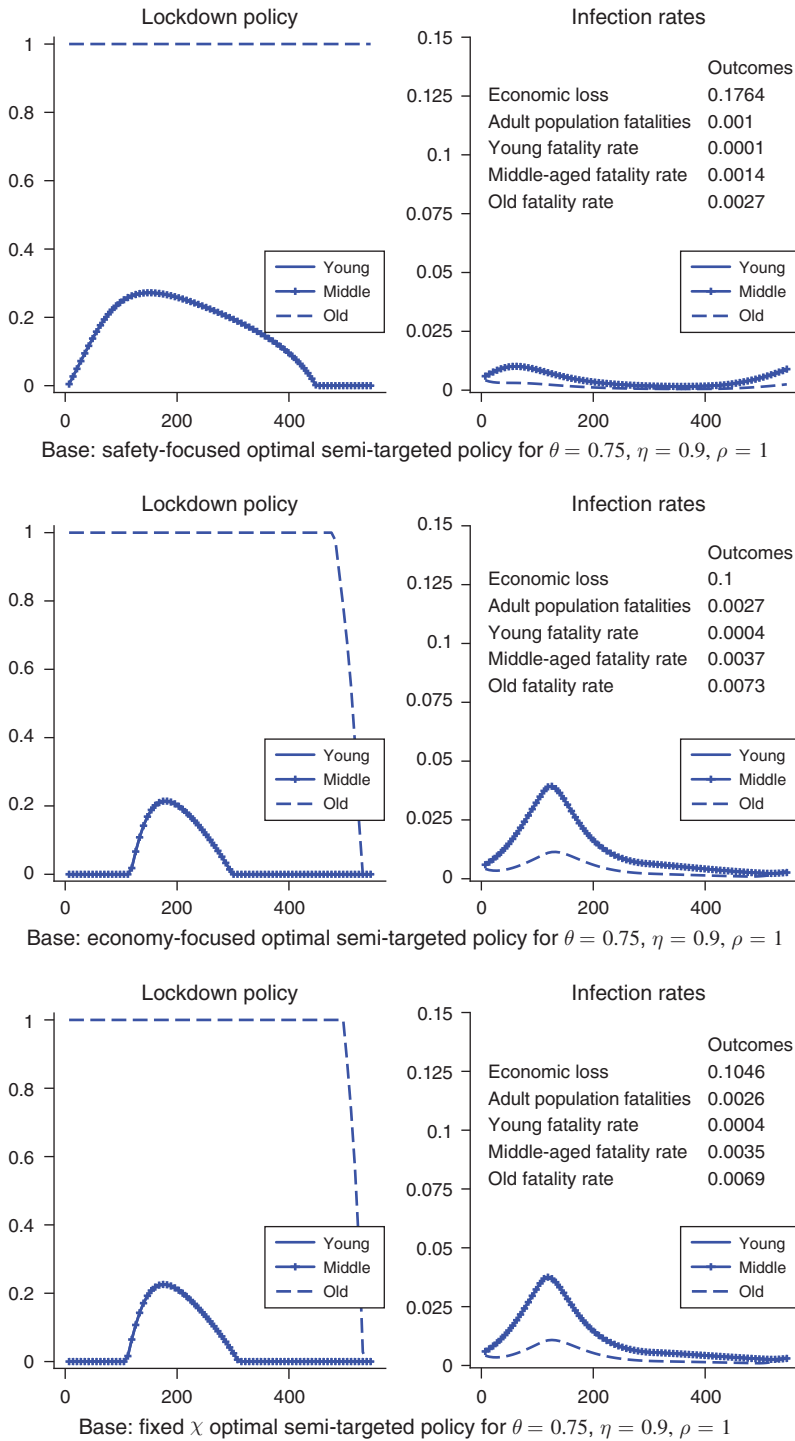 Lockdown policy
1
0.8
0.6
0.4
0.2
0
0
200
400
Young
Middle
Old
Infection rates
0.15
0.125
0.1
0.075
0.05
0.025
0
0
200
400
Outcomes
Economic loss 0.1764
Adult population fatalities 0.001
Young fatality rate 0.0001
Middle-aged fatality rate 0.0014
Old fatality rate 0.0027
Young
Middle
Old
Base: safety-focused optimal semi-targeted policy for θ = 0.75, η = 0.9, ρ = 1
Lockdown policy
1
0.8
0.6
0.4
0.2
0
0
200
400
Young
Middle
Old
Infection rates
0.15
0.125
0.1
0.075
0.05
0.025
0
0
200
400
Outcomes
Economic loss 0.1
Adult population fatalities 0.0027
Young fatality rate 0.0004
Middle-aged fatality rate 0.0037
Old fatality rate 0.0073
Young
Middle
Old
Base: economy-focused optimal semi-targeted policy for θ = 0.75, η = 0.9, ρ = 1
Lockdown policy
1
0.8
0.6
0.4
0.2
0
0
200
400
Young
Middle
Old
Infection rates
0.15
0.125
0.1
0.075
0.05
0.025
0
0
200
400
Outcomes
Economic loss 0.1046
Adult population fatalities 0.0026
Young fatality rate 0.0004
Middle-aged fatality rate 0.0035
Old fatality rate 0.0069
Young
Middle
Old
Base: fixed χ optimal semi-targeted policy for θ = 0.75, η = 0.9, ρ = 1